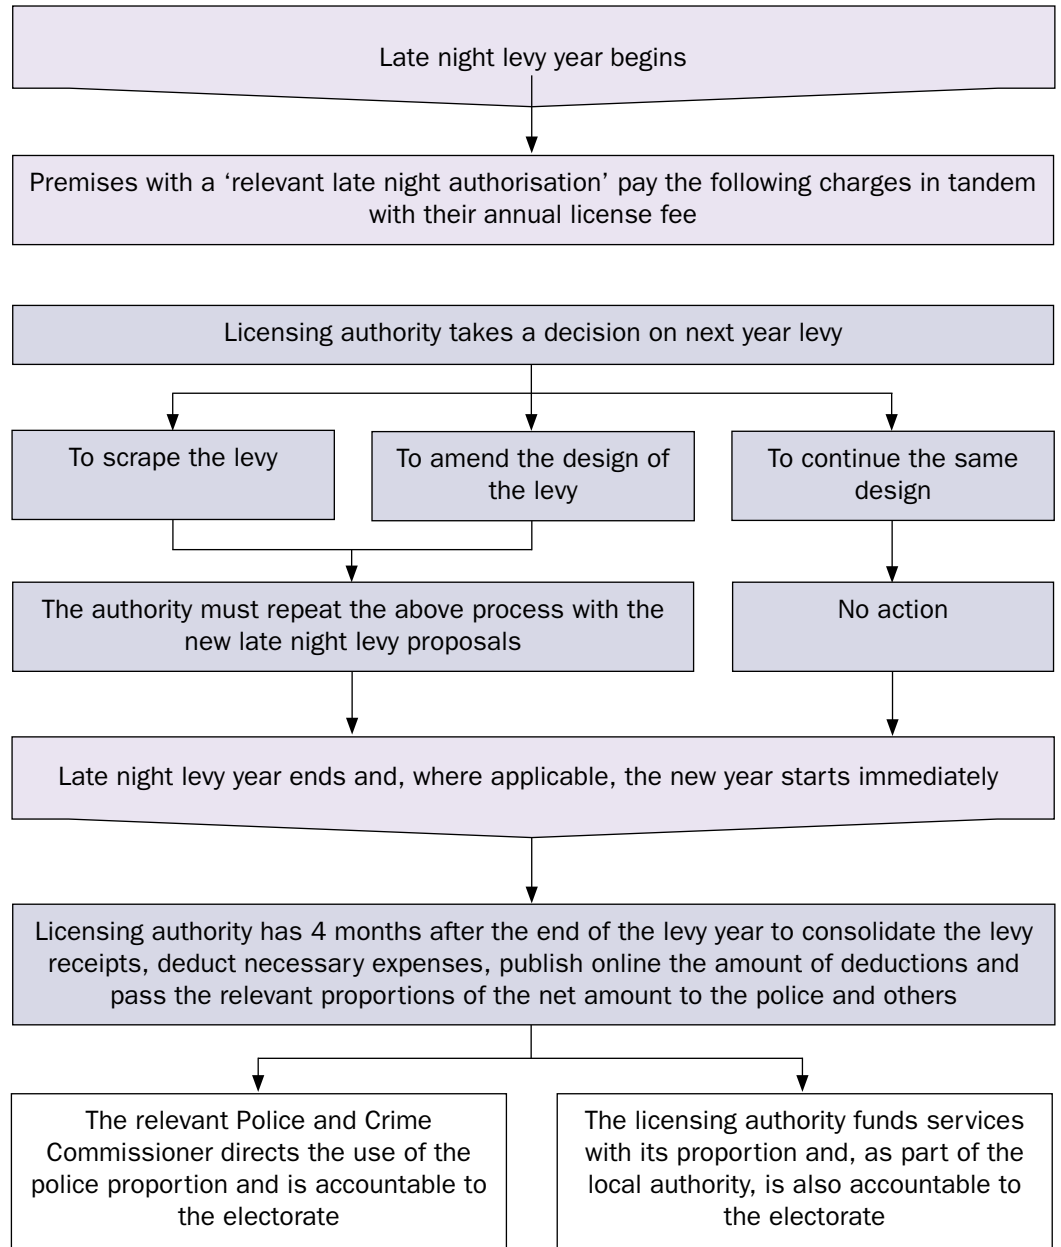 Late night levy year begins
Premises with a ‘relevant late night authorisation’ pay the following charges in tandem
with their annual license fee
Licensing authority takes a decision on next year levy
To scrape the levy
To amend the design of
the levy
To continue the same
design
The authority must repeat the above process with the
new late night levy proposals
No action
Late night levy year ends and, where applicable, the new year starts immediately
Licensing authority has 4 months after the end of the levy year to consolidate the levy
receipts, deduct necessary expenses, publish online the amount of deductions and
pass the relevant proportions of the net amount to the police and others
The relevant Police and Crime
Commissioner directs the use of the
police proportion and is accountable to
the electorate
The licensing authority funds services
with its proportion and, as part of the
local authority, is also accountable to
the electorate